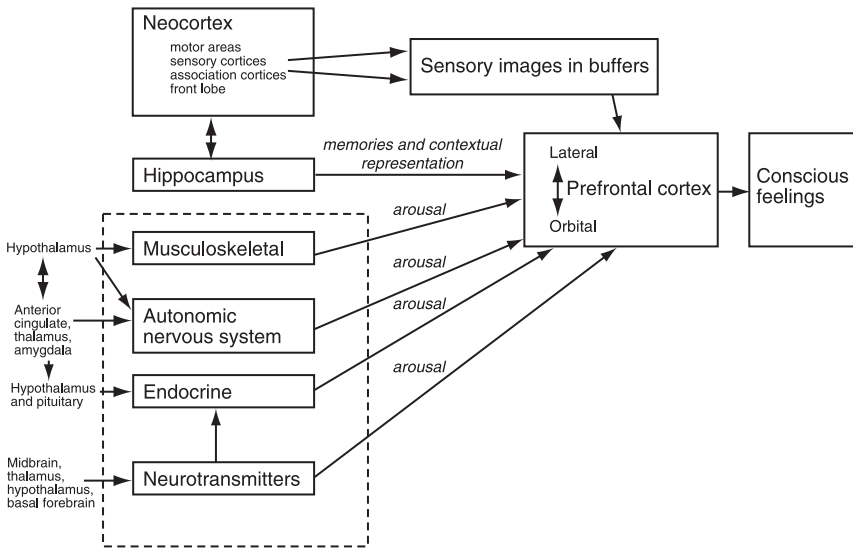 Neocortex
motor areas
sensory cortices
association cortices
front lobe
Sensory images in buffers
memories and contextual
representation
Hippocampus
Lateral
Prefrontal cortex
Orbital
Conscious
feelings
arousal
Hypothalamus
Musculoskeletal
arousal
Anterior
cingulate,
thalamus,
amygdala
Autonomic
nervous system
arousal
Hypothalamus
and pituitary
Endocrine
arousal
Midbrain,
thalamus,
hypothalamus,
basal forebrain
Neurotransmitters